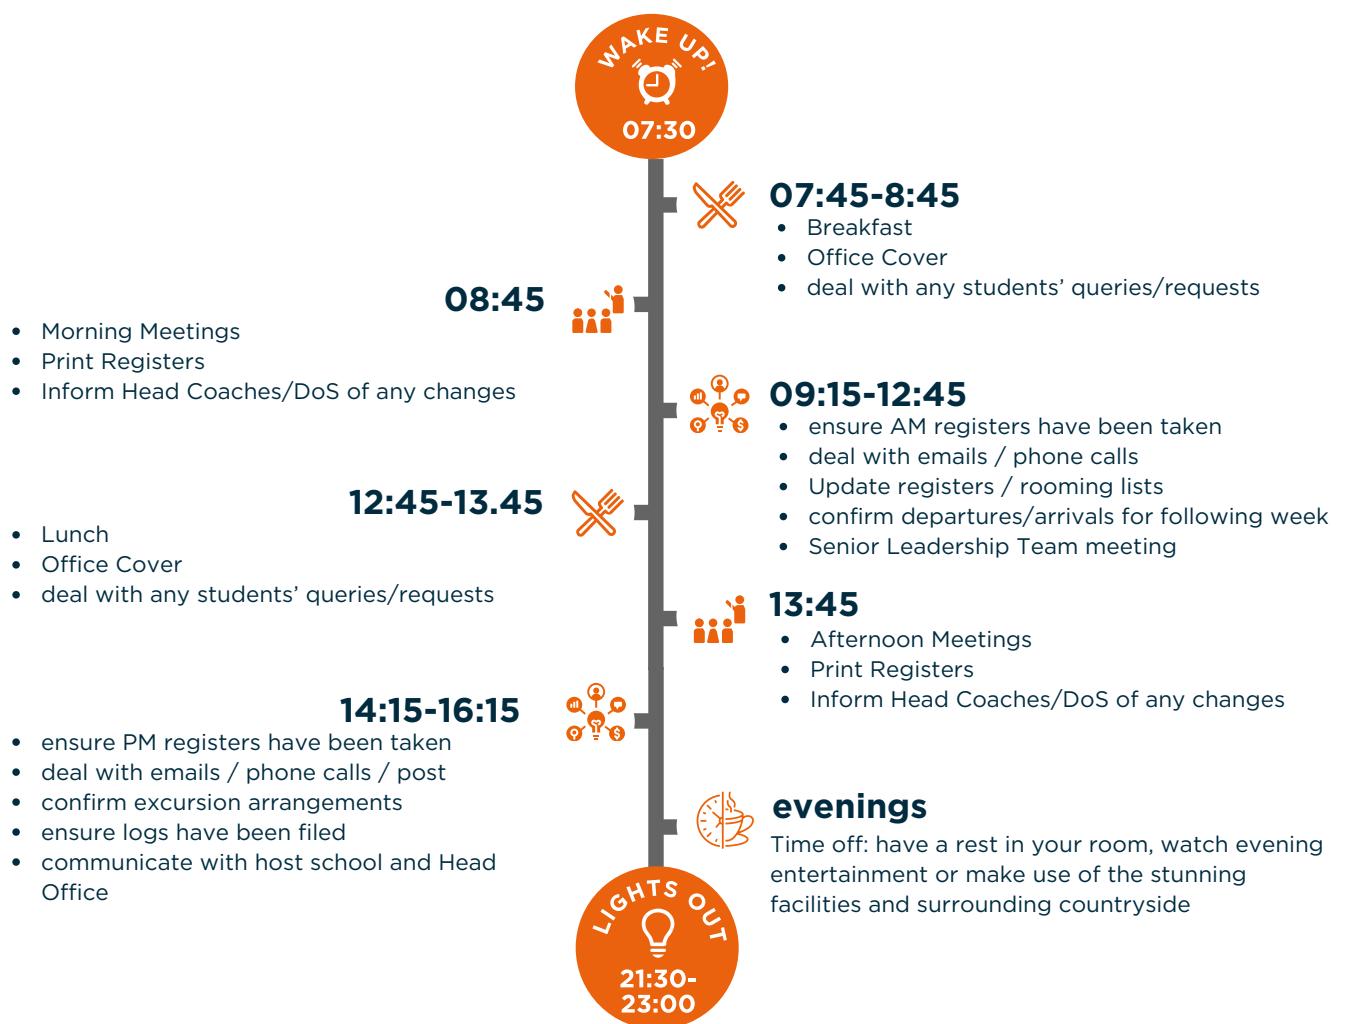 WAKE UP!
07:30
07:45-8:45
• Breakfast
• Office Cover
• deal with any students’ queries/requests
08:45
• Morning Meetings
• Print Registers
• Inform Head Coaches/DoS of any changes
09:15-12:45
• ensure AM registers have been taken
• deal with emails / phone calls
• Update registers / rooming lists
• confirm departures/arrivals for following week
• Senior Leadership Team meeting
12:45-13.45
• Lunch
• Office Cover
• deal with any students’ queries/requests
13:45
• Afternoon Meetings
• Print Registers
• Inform Head Coaches/DoS of any changes
14:15-16:15
• ensure PM registers have been taken
• deal with emails / phone calls / post
• confirm excursion arrangements
• ensure logs have been filed
• communicate with host school and Head
Office
evenings
Time off: have a rest in your room, watch evening
entertainment or make use of the stunning
facilities and surrounding countryside
LIGHTS OUT
21:30-
23:00